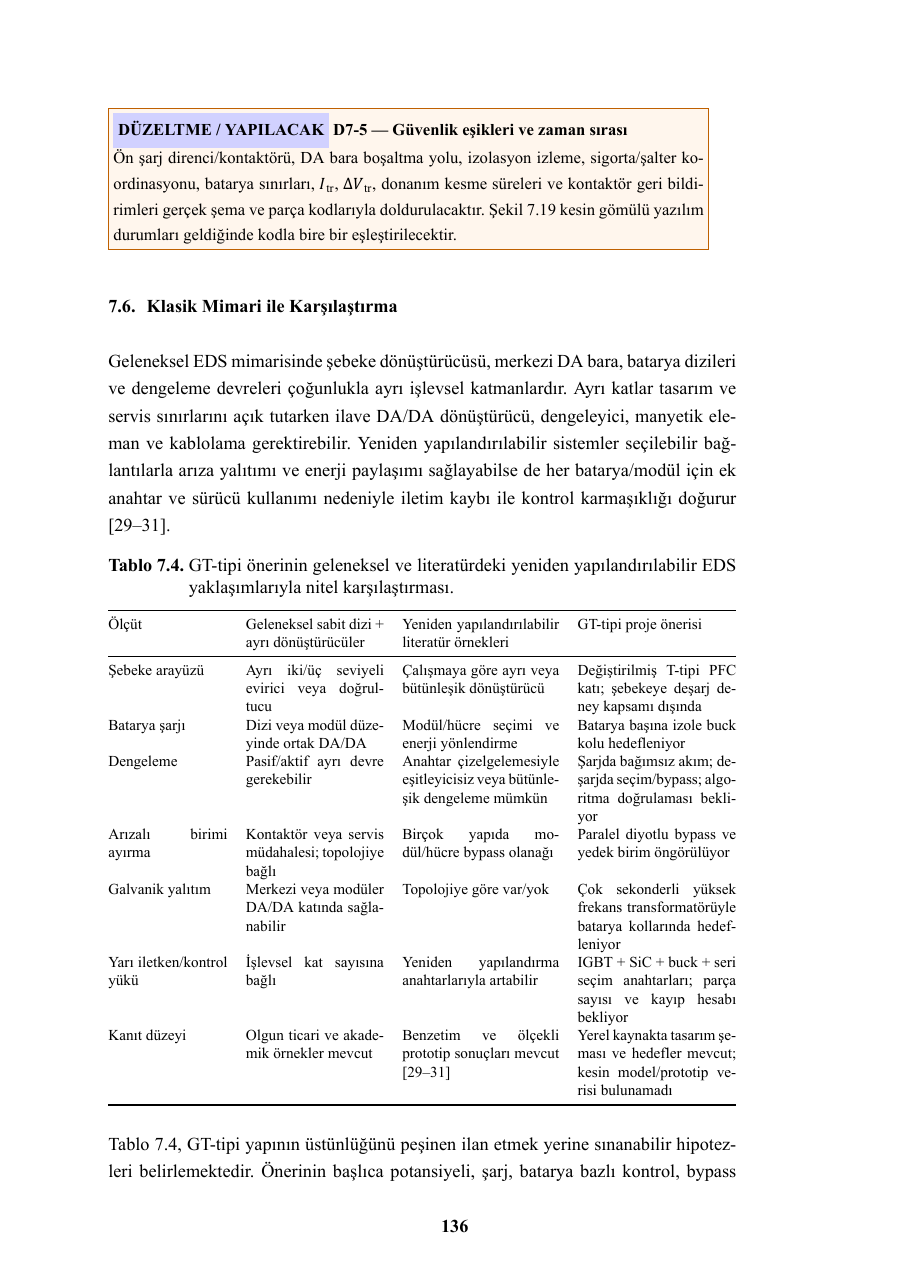 DÜZELTME / YAPILACAK D7-5 — Güvenlik eşikleri ve zaman sırası
Ön şarj direnci/kontaktörü, DA bara boşaltma yolu, izolasyon izleme, sigorta/şalter ko-
ordinasyonu, batarya sınırları, I_tr, ΔV_tr, donanım kesme süreleri ve kontaktör geri bildi-
rimleri gerçek şema ve parça kodlarıyla doldurulacaktır. Şekil 7.19 kesin gömülü yazılım
durumları geldiğinde kodla bire bir eşleştirilecektir.
7.6. Klasik Mimari ile Karşılaştırma
Geleneksel EDS mimarisinde şebeke dönüştürücüsü, merkezi DA bara, batarya dizileri
ve dengeleme devreleri çoğunlukla ayrı işlevsel katmanlardır. Ayrı katlar tasarım ve
servis sınırlarını açık tutarken ilave DA/DA dönüştürücü, dengeleyici, manyetik ele-
man ve kablolama gerektirebilir. Yeniden yapılandırılabilir sistemler seçilebilir bağ-
lantılarla arıza yalıtımı ve enerji paylaşımı sağlayabilse de her batarya/modül için ek
anahtar ve sürücü kullanımı nedeniyle iletim kaybı ile kontrol karmaşıklığı doğurur
[29–31].
Tablo 7.4. GT-tipi önerinin geleneksel ve literatürdeki yeniden yapılandırılabilir EDS
yaklaşımlarıyla nitel karşılaştırması.
Ölçüt Geleneksel sabit dizi + Yeniden yapılandırılabilir GT-tipi proje önerisi
ayrı dönüştürücüler literatür örnekleri
Şebeke arayüzü Ayrı iki/üç seviyeli Çalışmaya göre ayrı veya Değiştirilmiş T-tipi PFC
evirici veya doğrul- bütünleşik dönüştürücü katı; şebekeye deşarj de-
tucu ney kapsamı dışında
Batarya şarjı Dizi veya modül düze- Modül/hücre seçimi ve Batarya başına izole buck
yinde ortak DA/DA enerji yönlendirme kolu hedefleniyor
Dengeleme Pasif/aktif ayrı devre Anahtar çizelgelemesiyle Şarjda bağımsız akım; de-
gerekebilir eşitleyicisiz veya bütünle- şarjda seçim/bypass; algo-
şik dengeleme mümkün ritma doğrulaması bekli-
yor
Arızalı birimi Kontaktör veya servis Birçok yapıda mo- Paralel diyotlu bypass ve
ayırma müdahalesi; topolojiye dül/hücre bypass olanağı yedek birim öngörülüyor
bağlı
Galvanik yalıtım Merkezi veya modüler Topolojiye göre var/yok Çok sekonderli yüksek
DA/DA katında sağla- frekans transformatörüyle
nabilir batarya kollarında hedef-
leniyor
Yarı iletken/kontrol İşlevsel kat sayısına Yeniden yapılandırma IGBT + SiC + buck + seri
yükü bağlı anahtarlarıyla artabilir seçim anahtarları; parça
sayısı ve kayıp hesabı
bekliyor
Kanıt düzeyi Olgun ticari ve akade- Benzetim ve ölçekli Yerel kaynakta tasarım şe-
mik örnekler mevcut prototip sonuçları mevcut ması ve hedefler mevcut;
[29–31] kesin model/prototip ve-
risi bulunamadı
Tablo 7.4, GT-tipi yapının üstünlüğünü peşinen ilan etmek yerine sınanabilir hipotez-
leri belirlemektedir. Önerinin başlıca potansiyeli, şarj, batarya bazlı kontrol, bypass
136